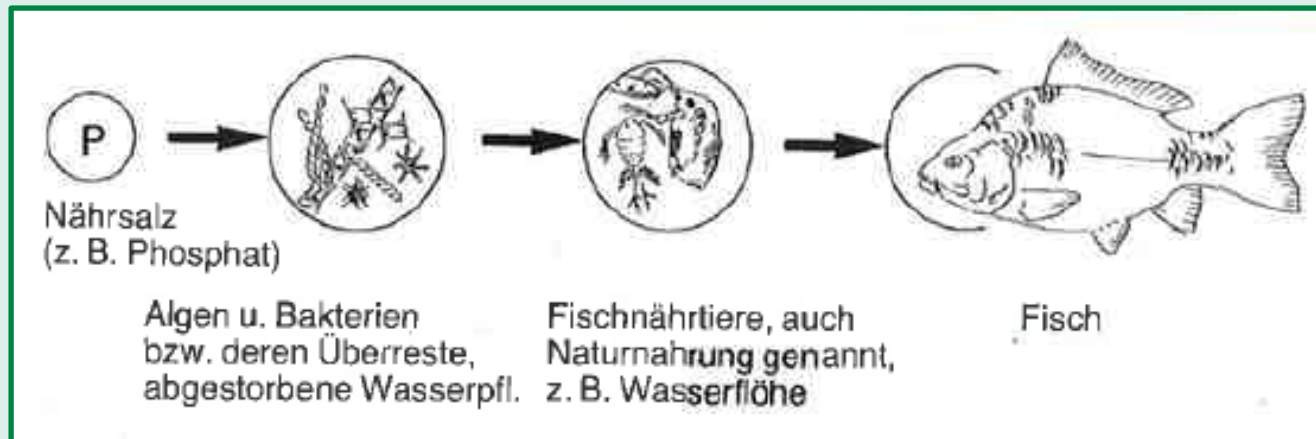 P
Nährsalz
(z. B. Phosphat)
Algen u. Bakterien
bzw. deren Überreste,
abgestorbene Wasserpfl.
Fischnährtiere, auch
Naturnahrung genannt,
z. B. Wasserflöhe
Fisch